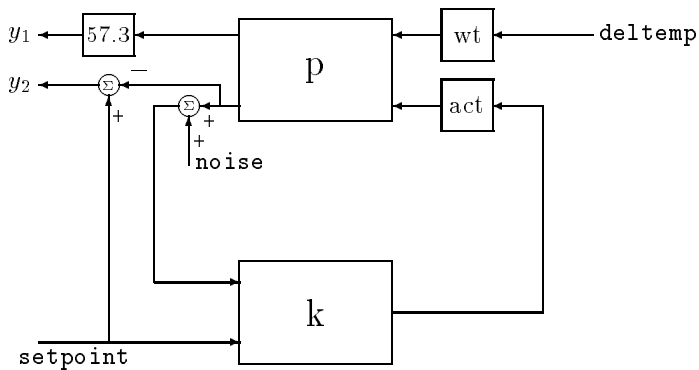 y₁ 57.3 p wt deltemp
y₂ Σ − Σ + act
+ +
noise
k
setpoint